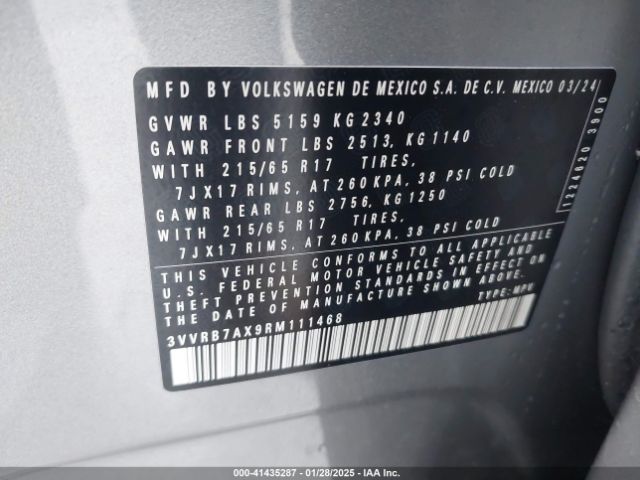 MFD BY VOLKSWAGEN DE MEXICO S.A. DE C.V. MEXICO 03/24
GVWR LBS 5159 KG 2340
GAWR FRONT LBS 2513, KG 1140
WITH 215/65 R17 TIRES,
7JX17 RIMS, AT 260 KPA, 38 PSI COLD
GAWR REAR LBS 2756, KG 1250
WITH 215/65 R17 TIRES,
7JX17 RIMS, AT 260 KPA, 38 PSI COLD
THIS VEHICLE CONFORMS TO ALL APPLICABLE
U.S. FEDERAL MOTOR VEHICLE SAFETY AND
THEFT PREVENTION STANDARDS IN EFFECT ON
THE DATE OF MANUFACTURE SHOWN ABOVE.
3VVRB7AX9RM111468 TYPE: MPV
1224620 3900
000-41435287 - 01/28/2025 - IAAI.com